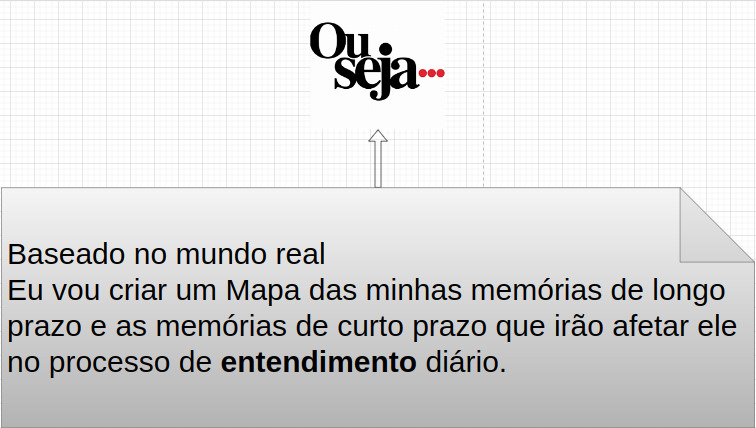 Ou
seja...
Baseado no mundo real
Eu vou criar um Mapa das minhas memórias de longo
prazo e as memórias de curto prazo que irão afetar ele
no processo de entendimento diário.